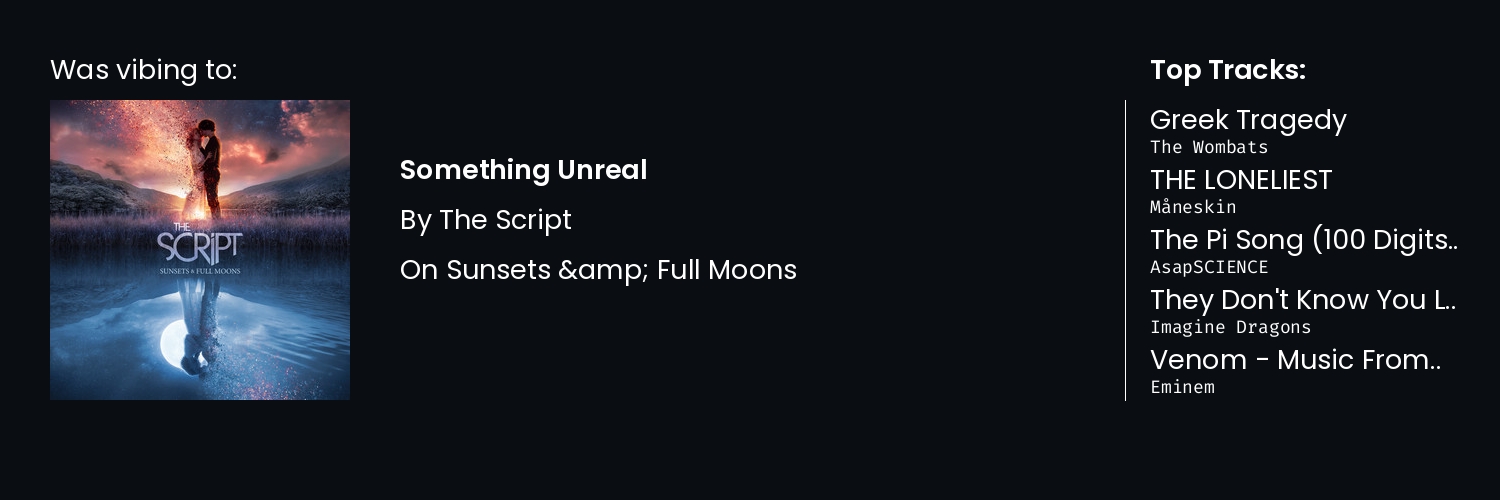 Was vibing to:
THE
SCRIPT
SUNSETS & FULL MOONS
Something Unreal
By The Script
On Sunsets &amp;amp; Full Moons
Top Tracks:
Greek Tragedy
The Wombats
THE LONELIEST
Måneskin
The Pi Song (100 Digits..
AsapSCIENCE
They Don't Know You L..
Imagine Dragons
Venom - Music From..
Eminem